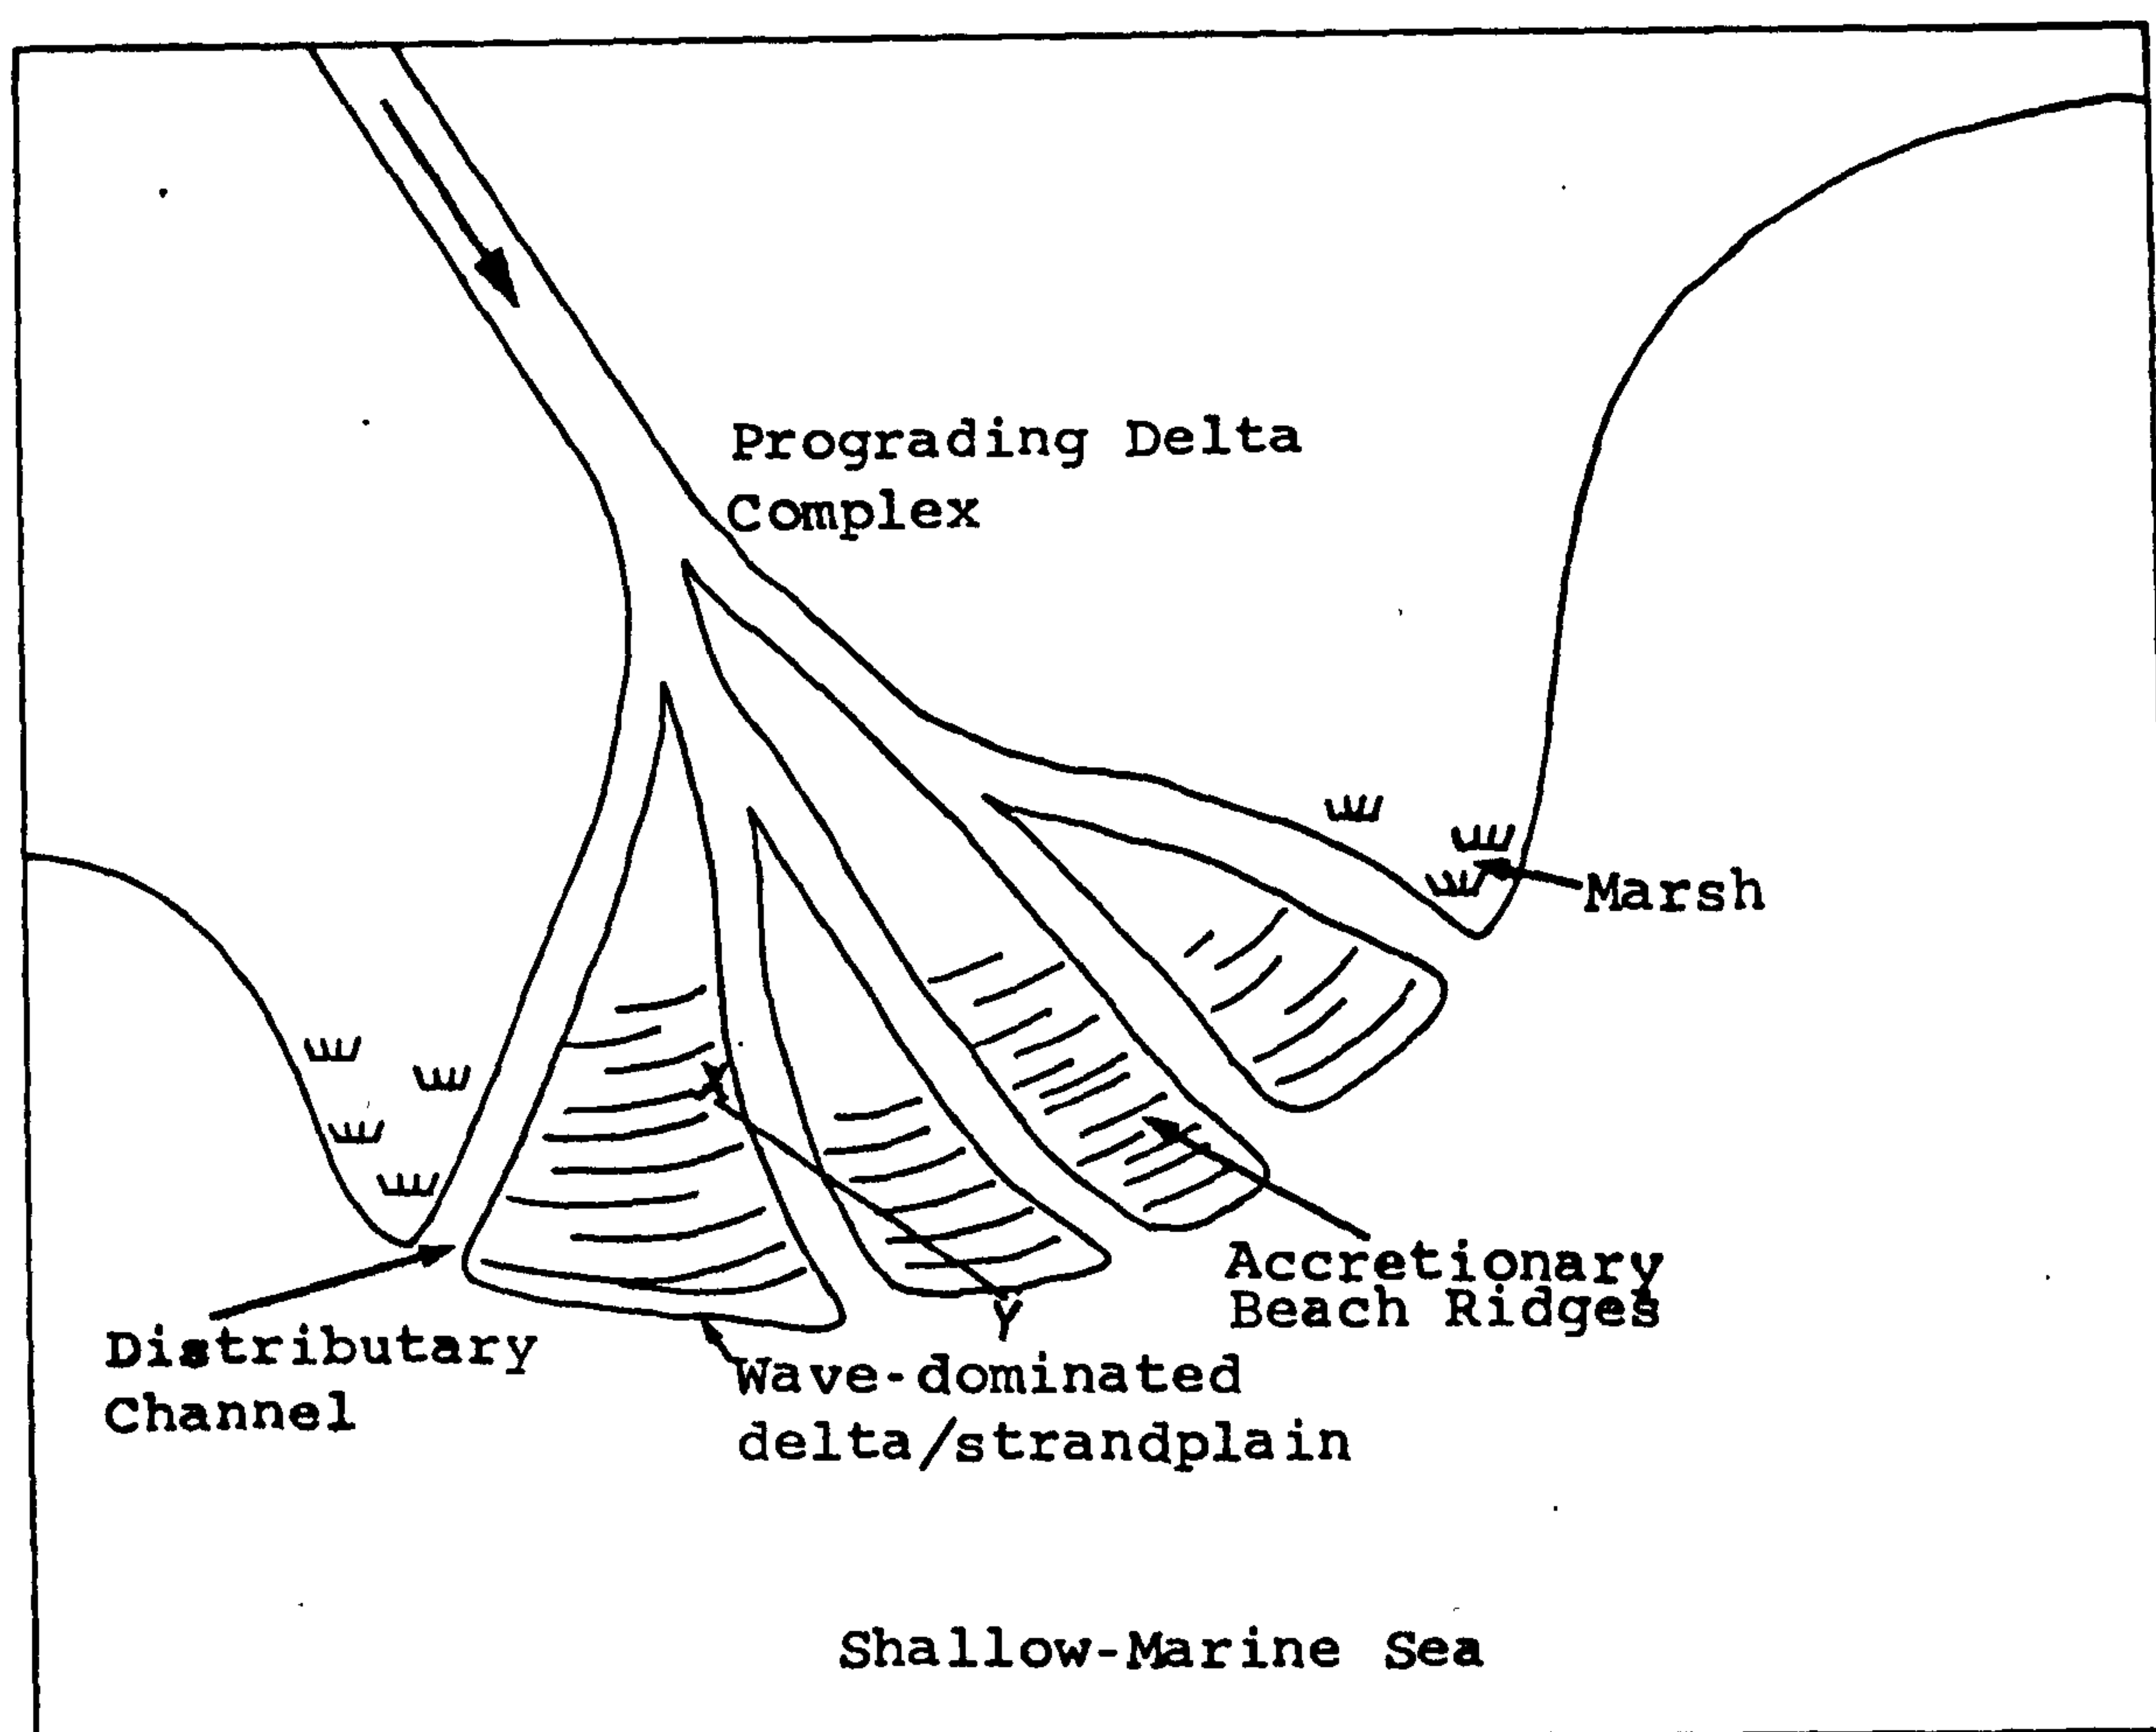 Prograding Delta
Complex
Marsh
X
Accretionary
Beach Ridges
Y
Distributary
Channel
Wave-dominated
delta/strandplain
Shallow-Marine Sea